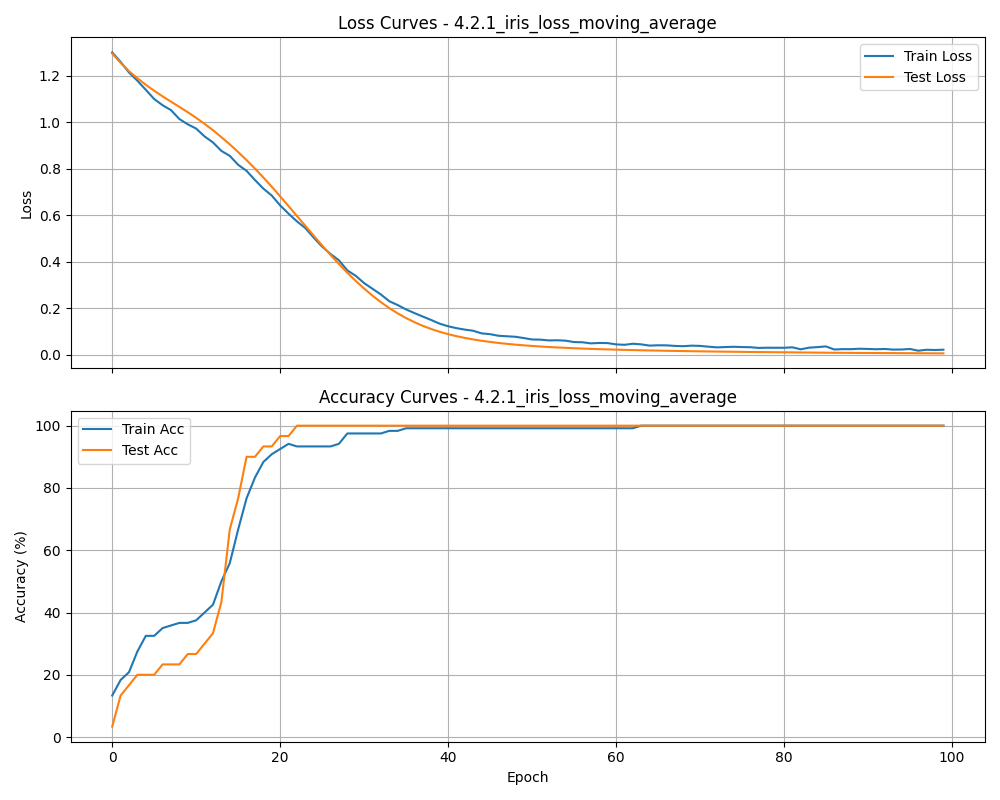 Loss Curves - 4.2.1_iris_loss_moving_average
Train Loss
Test Loss
1.2
1.0
0.8
0.6
0.4
0.2
0.0
Loss
Accuracy Curves - 4.2.1_iris_loss_moving_average
Train Acc
Test Acc
100
80
60
40
20
0
Accuracy (%)
0 20 40 60 80 100
Epoch